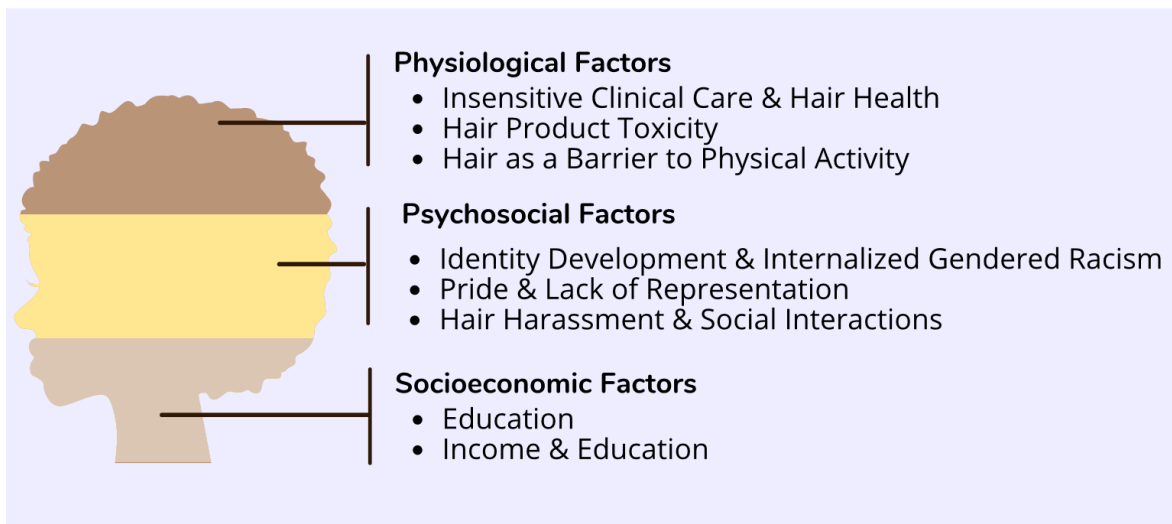 Physiological Factors
• Insensitive Clinical Care & Hair Health
• Hair Product Toxicity
• Hair as a Barrier to Physical Activity
Psychosocial Factors
• Identity Development & Internalized Gendered Racism
• Pride & Lack of Representation
• Hair Harassment & Social Interactions
Socioeconomic Factors
• Education
• Income & Education